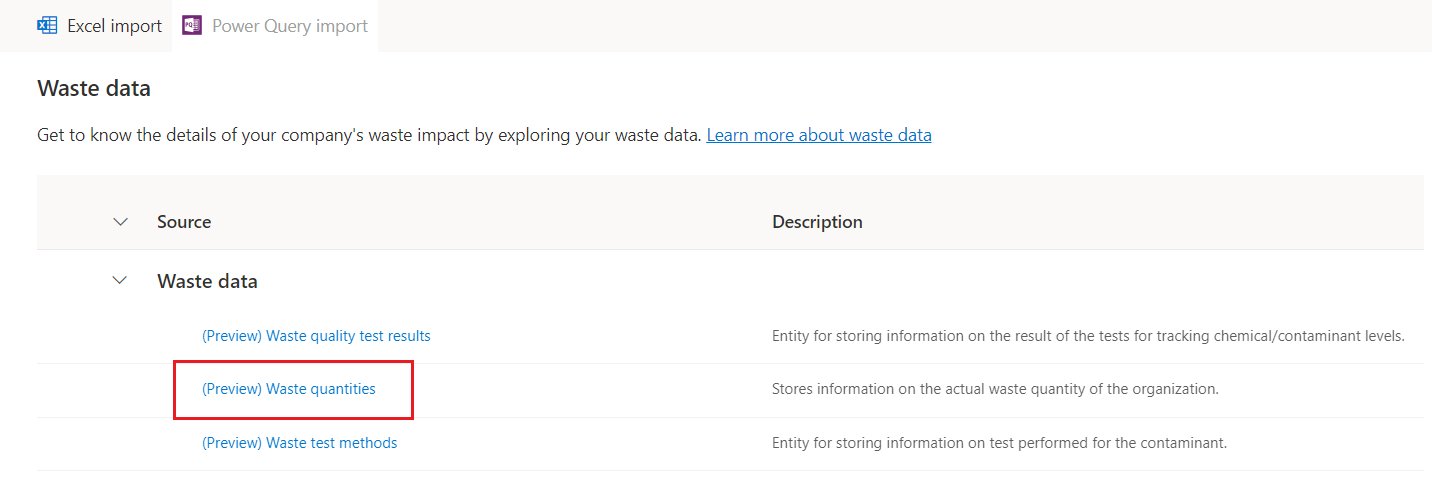 Excel import Power Query import
Waste data
Get to know the details of your company's waste impact by exploring your waste data. Learn more about waste data
Source Description
Waste data
(Preview) Waste quality test results Entity for storing information on the result of the tests for tracking chemical/contaminant levels.
(Preview) Waste quantities Stores information on the actual waste quantity of the organization.
(Preview) Waste test methods Entity for storing information on test performed for the contaminant.